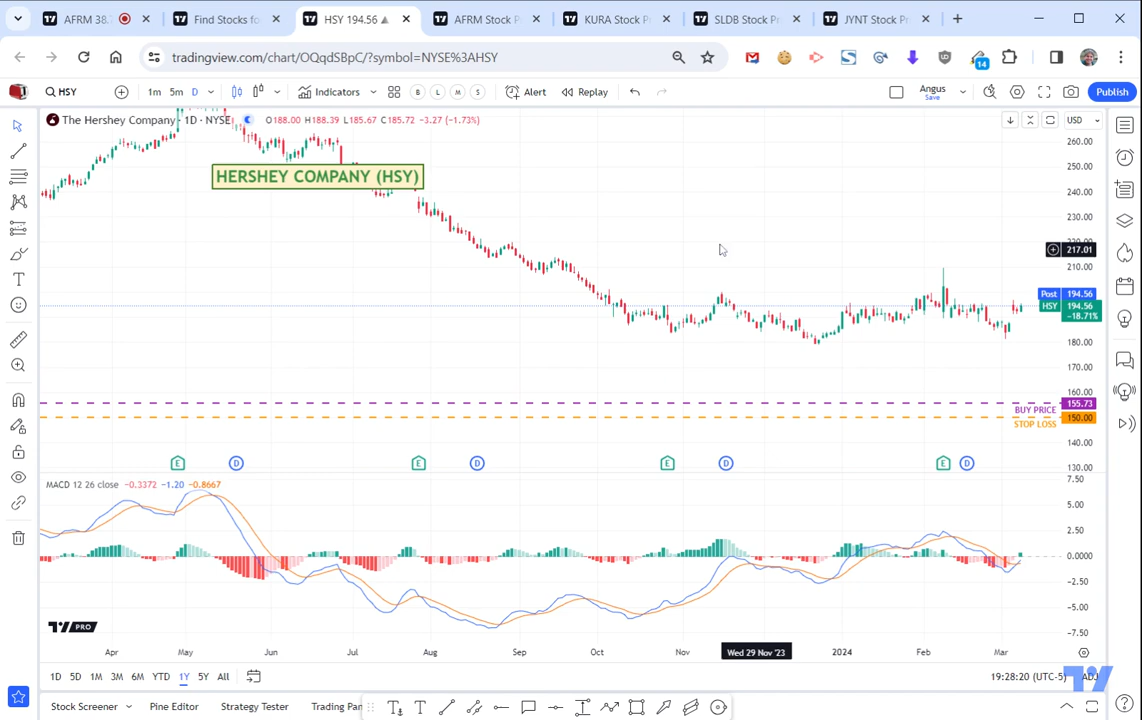 AFRM 38.
Find Stocks fo
HSY 194.56
AFRM Stock P
KURA Stock P
SLDB Stock Pr
JYNT Stock Pr
tradingview.com/chart/OQqdSBpC/?symbol=NYSE%3AHSY
14
HSY
1m 5m D
Indicators
B L M S
Alert
Replay
Angus
Save
Publish
The Hershey Company · 1D · NYSE
O188.00 H188.39 L185.67 C185.72 −3.27 (−1.73%)
USD
HERSHEY COMPANY (HSY)
260.00
250.00
240.00
230.00
217.01
210.00
Post 194.56
HSY 194.56
−18.71%
180.00
170.00
160.00
155.73
BUY PRICE
150.00
STOP LOSS
140.00
130.00
E D E D E D E D
MACD 12 26 close −0.3372 −1.20 −0.8667
7.50
5.00
2.50
0.0000
−2.50
−5.00
−7.50
PRO
Apr May Jun Jul Aug Sep Oct Nov Wed 29 Nov '23 2024 Feb Mar
1D 5D 1M 3M 6M YTD 1Y 5Y All
19:28:20 (UTC-5)
ADJ
Stock Screener
Pine Editor
Strategy Tester
Trading Pan